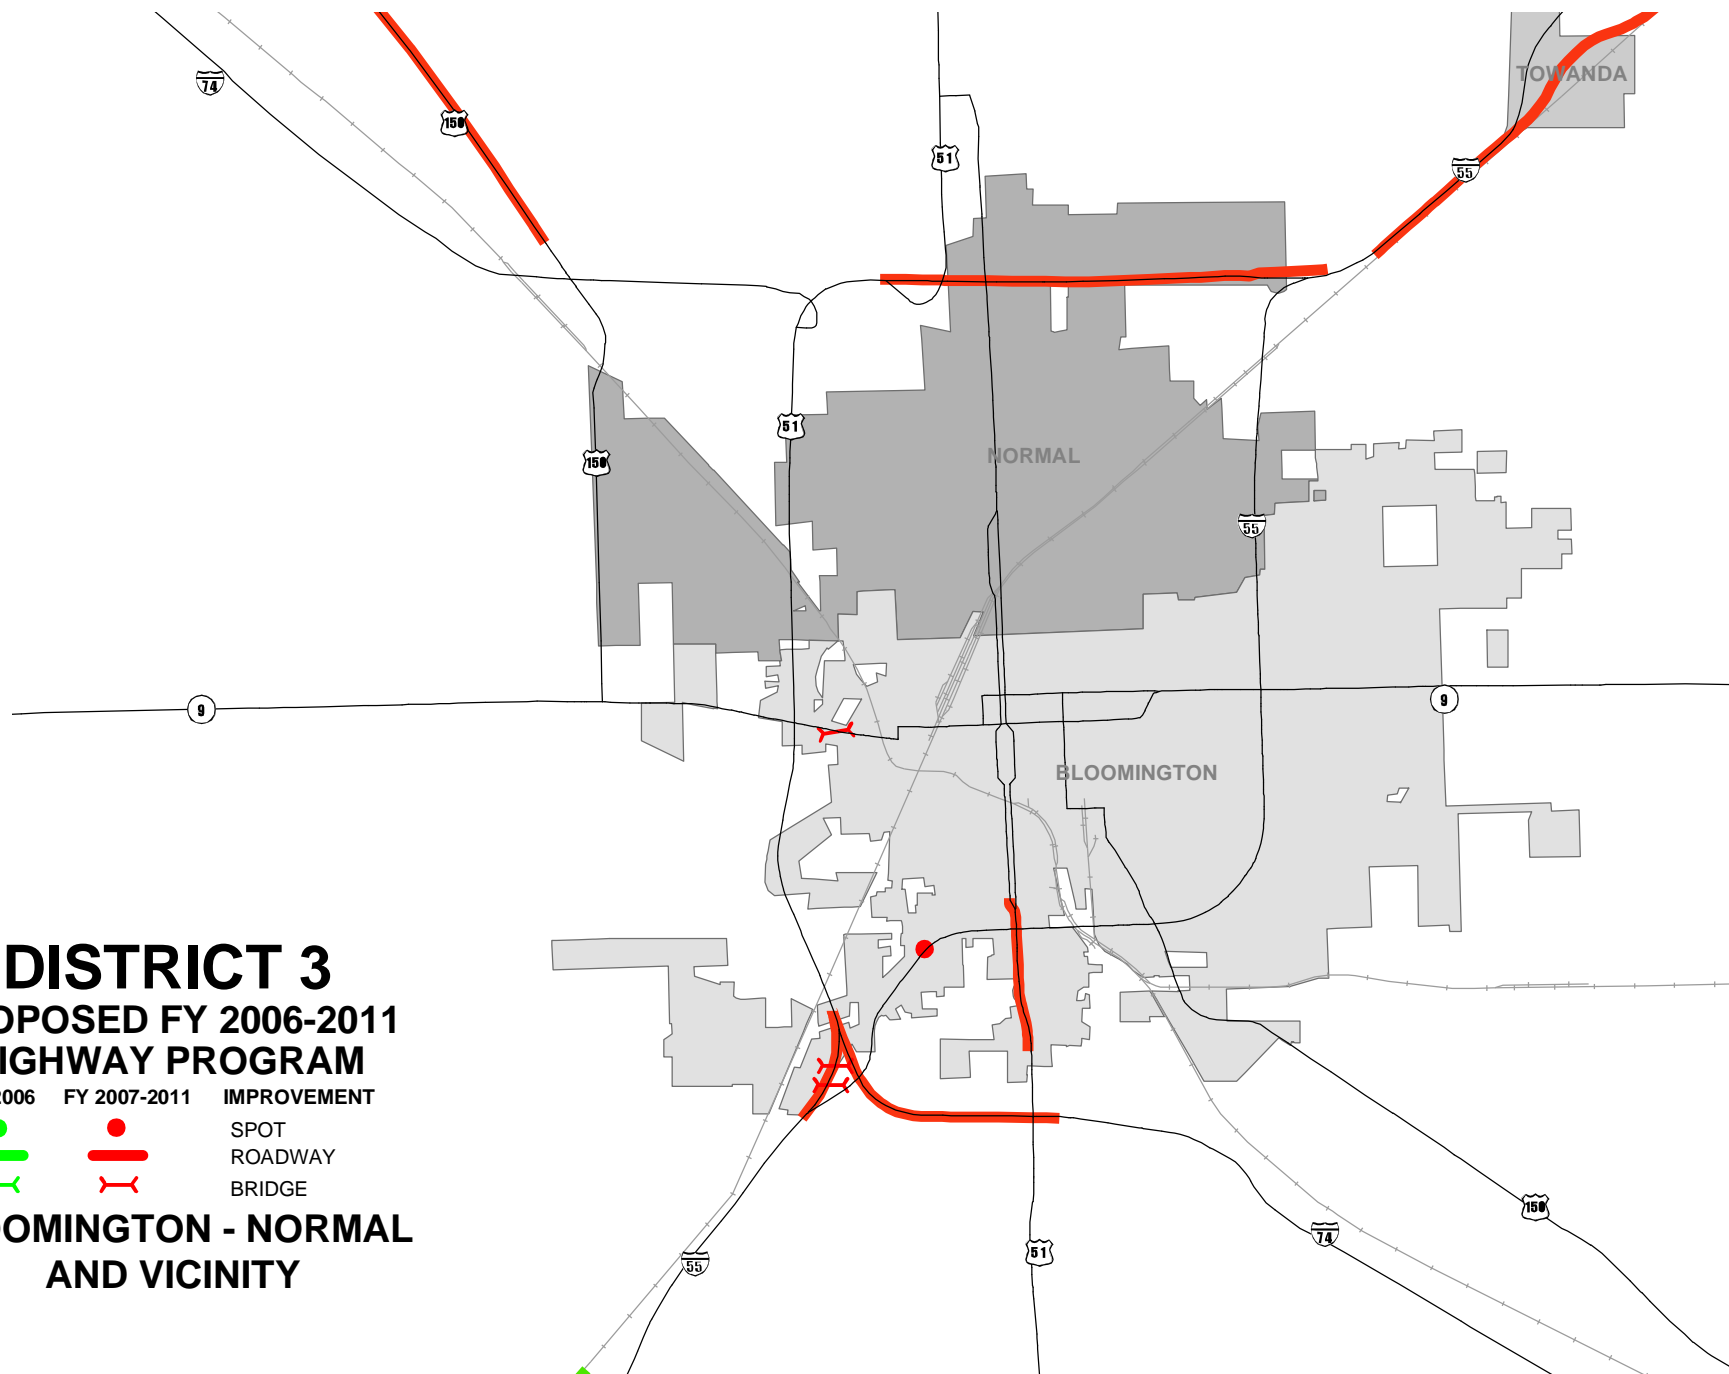 TOWANDA
74
150
51
55
51
NORMAL
150
55
9
9
BLOOMINGTON
DISTRICT 3
OPOSED FY 2006-2011
IGHWAY PROGRAM
2006 FY 2007-2011 IMPROVEMENT
SPOT
ROADWAY
BRIDGE
OOMINGTON - NORMAL
AND VICINITY
150
74
51
55